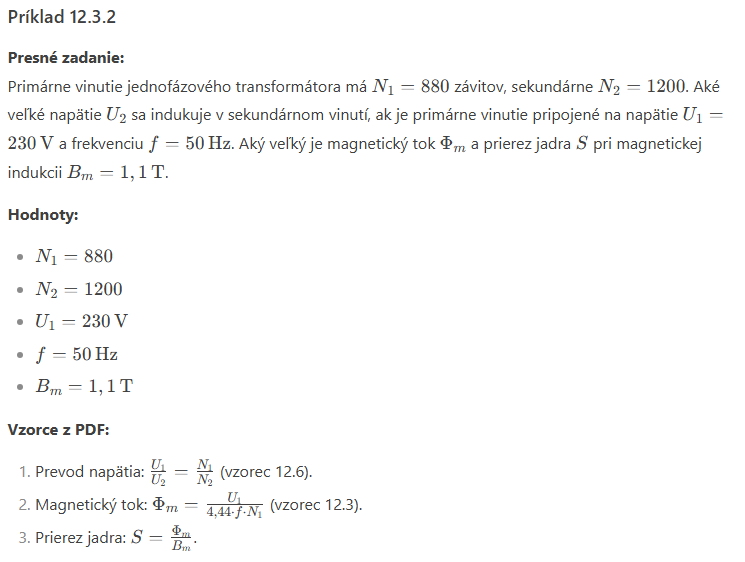 Príklad 12.3.2
Presné zadanie:
Primárne vinutie jednofázového transformátora má N₁ = 880 závitov, sekundárne N₂ = 1200. Aké
veľké napätie U₂ sa indukuje v sekundárnom vinutí, ak je primárne vinutie pripojené na napätie U₁ =
230 V a frekvenciu f = 50 Hz. Aký veľký je magnetický tok Φₘ a prierez jadra S pri magnetickej
indukcii Bₘ = 1, 1 T.
Hodnoty:
• N₁ = 880
• N₂ = 1200
• U₁ = 230 V
• f = 50 Hz
• Bₘ = 1, 1 T
Vzorce z PDF:
1. Prevod napätia: U₁/U₂ = N₁/N₂ (vzorec 12.6).
2. Magnetický tok: Φₘ = U₁/(4,44·f·N₁) (vzorec 12.3).
3. Prierez jadra: S = Φₘ/Bₘ.